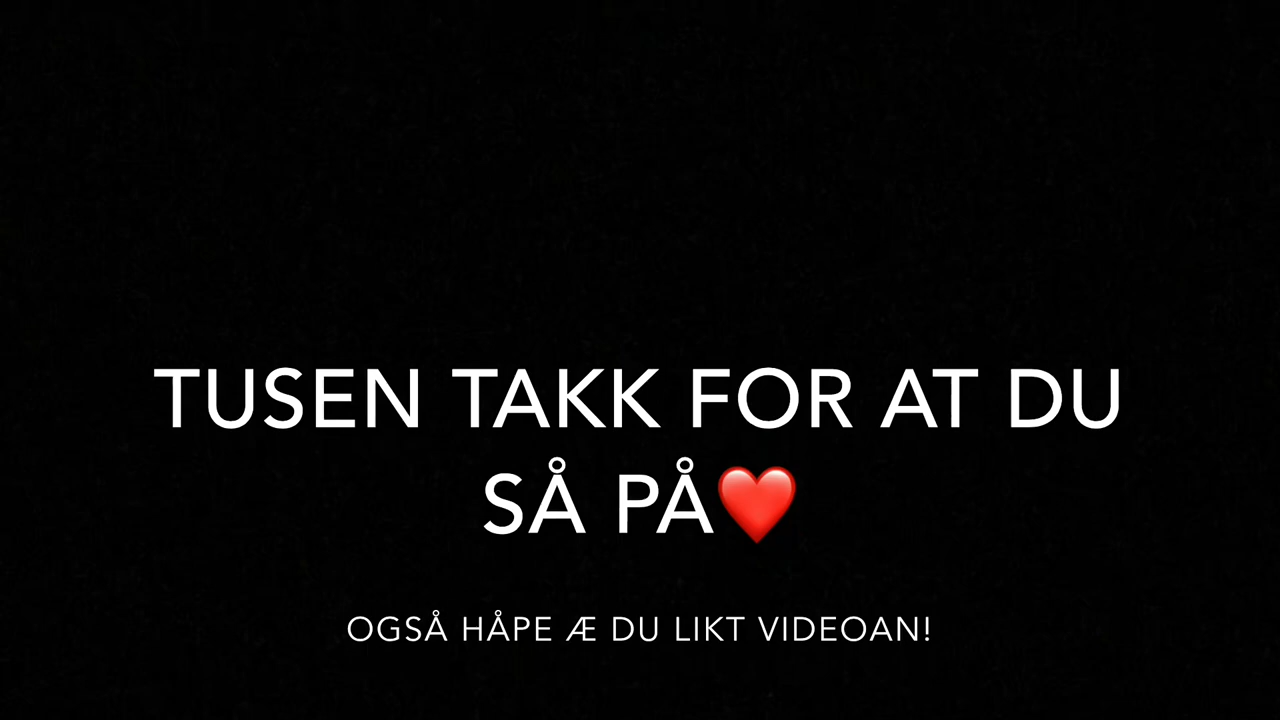 TUSEN TAKK FOR AT DU
SÅ PÅ❤️
OGSÅ HÅPE Æ DU LIKT VIDEOAN!